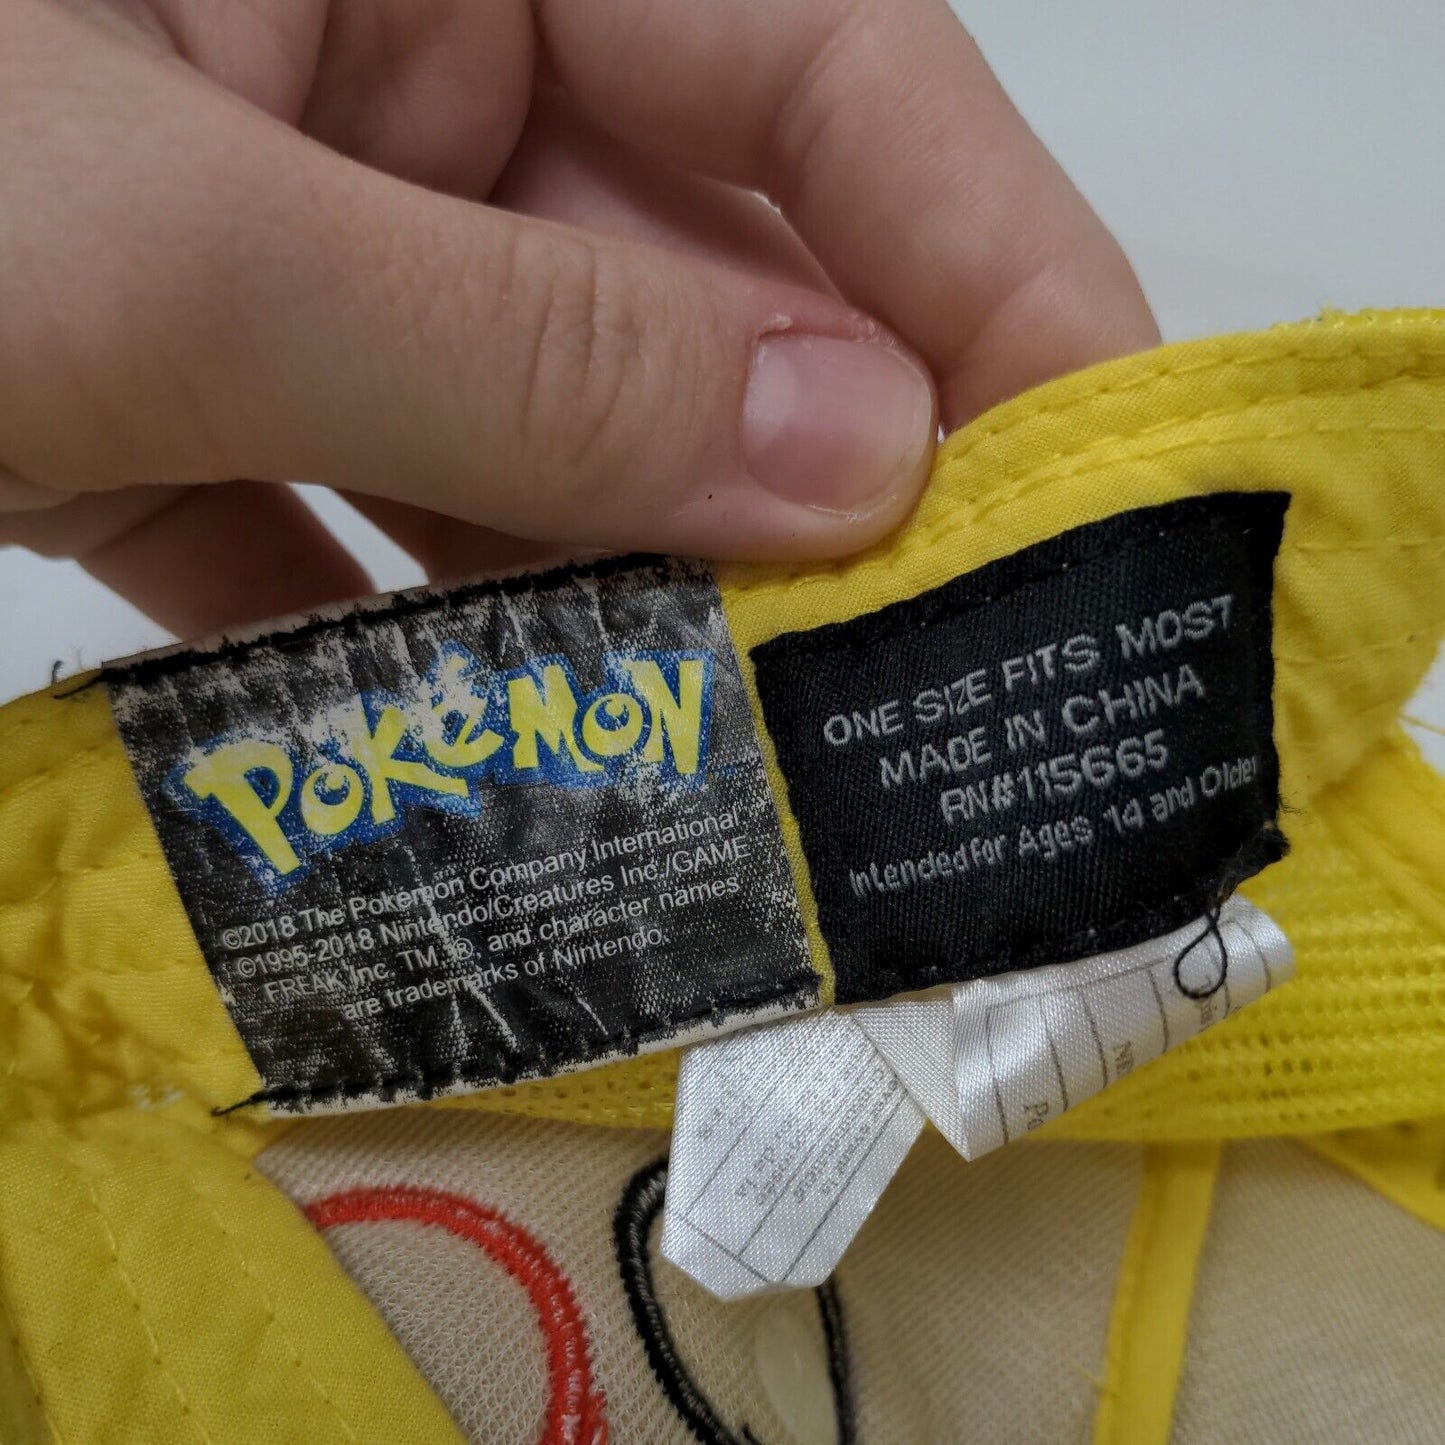 POKéMON
©2018 The Pokémon Company International
©1995-2018 Nintendo/Creatures Inc./GAME
FREAK Inc. TM, ®, and character names
are trademarks of Nintendo.
ONE SIZE FITS MOST
MADE IN CHINA
RN#115665
Intended for Ages 14 and Older